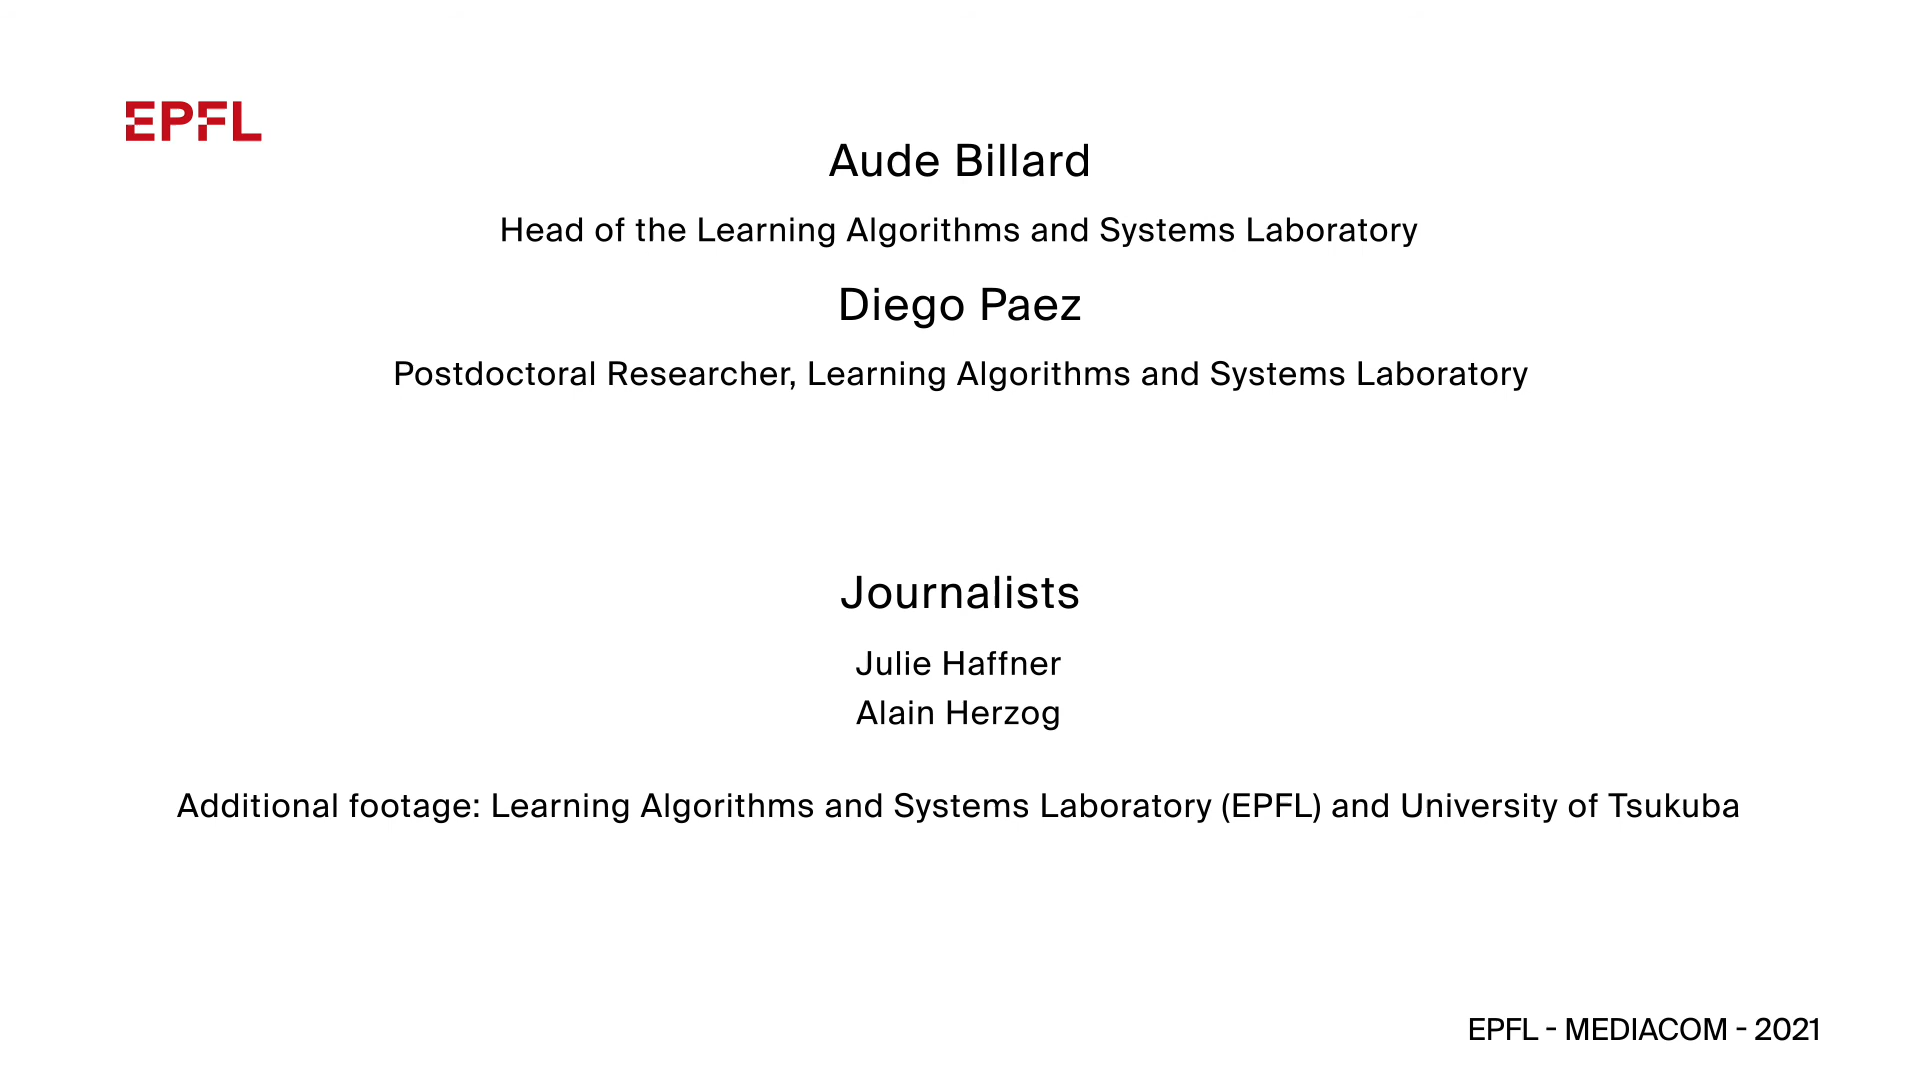 EPFL
Aude Billard
Head of the Learning Algorithms and Systems Laboratory
Diego Paez
Postdoctoral Researcher, Learning Algorithms and Systems Laboratory
Journalists
Julie Haffner
Alain Herzog
Additional footage: Learning Algorithms and Systems Laboratory (EPFL) and University of Tsukuba
EPFL - MEDIACOM - 2021